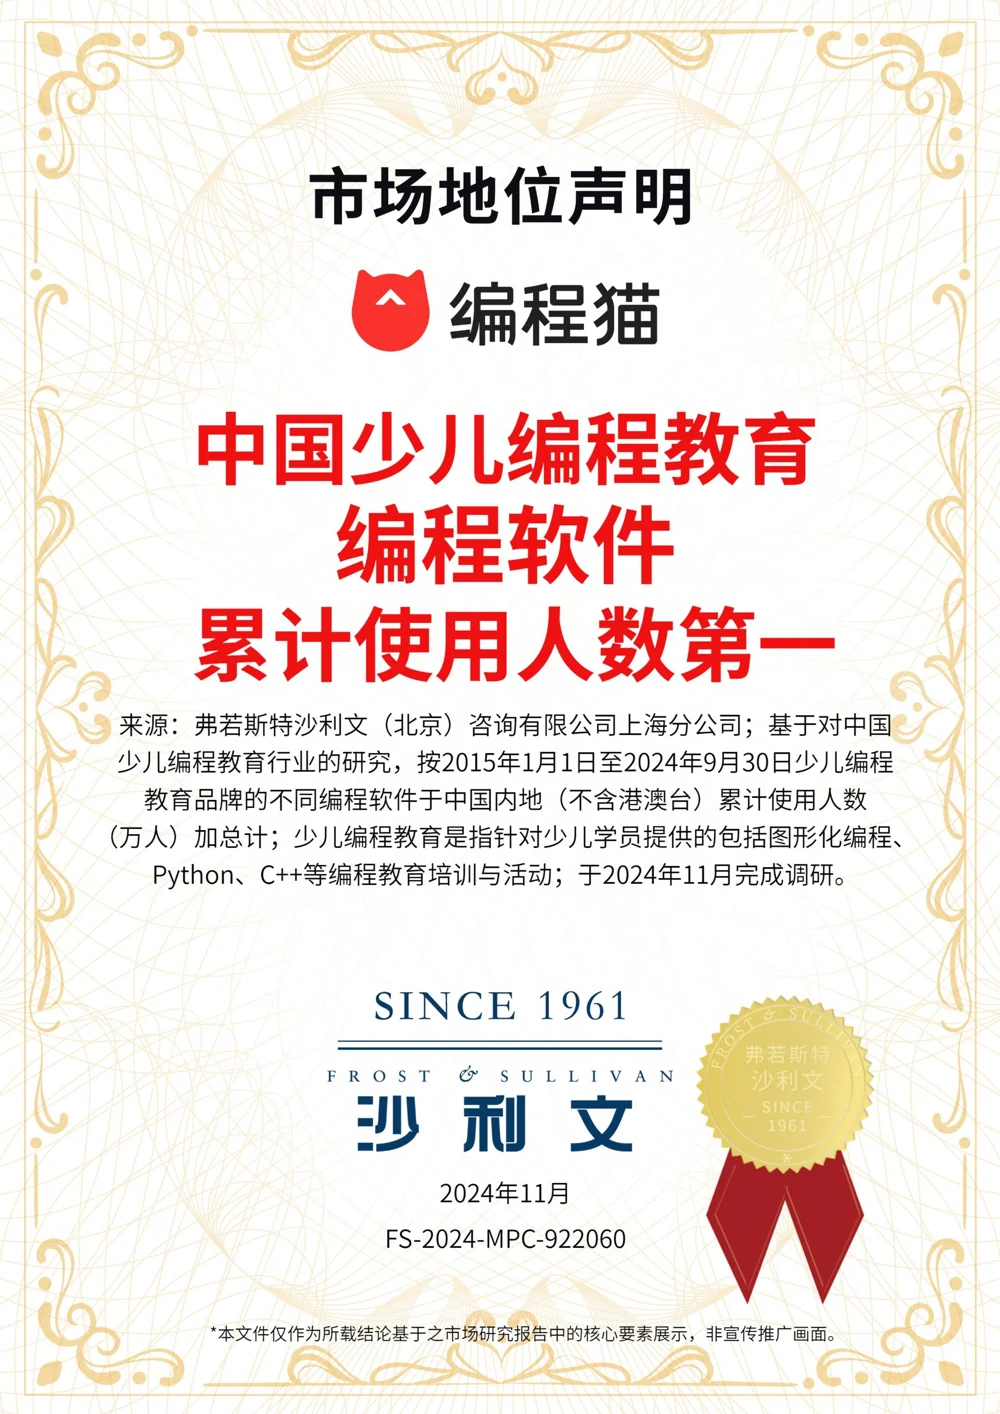 市场地位声明
编程猫
中国少儿编程教育
编程软件
累计使用人数第一
来源：弗若斯特沙利文（北京）咨询有限公司上海分公司；基于对中国
少儿编程教育行业的研究，按2015年1月1日至2024年9月30日少儿编程
教育品牌的不同编程软件于中国内地（不含港澳台）累计使用人数
（万人）加总计；少儿编程教育是指针对少儿学员提供的包括图形化编程、
Python、C++等编程教育培训与活动；于2024年11月完成调研。
SINCE 1961
FROST & SULLIVAN
沙利文
FROST & SULLIVAN
弗若斯特
沙利文
SINCE
1961
2024年11月
FS-2024-MPC-922060
*本文件仅作为所载结论基于之市场研究报告中的核心要素展示，非宣传推广画面。